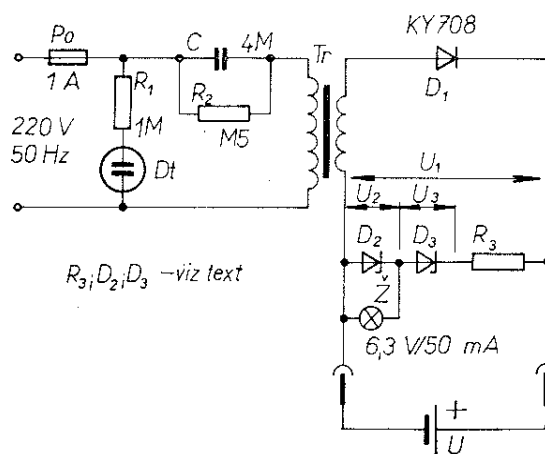 Po
1 A
R1
1M
220 V
50 Hz
Dt
C
4M
R2
M5
Tr
KY708
D1
U1
U2
U3
D2
D3
R3
Ž
6,3 V/50 mA
+
U
R3; D2; D3 – viz text